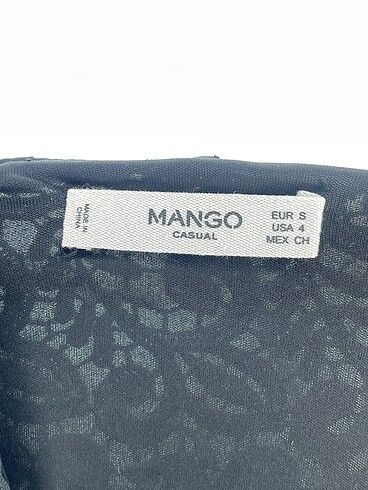 MADE IN
CHINA
MANGO
CASUAL
EUR S
USA 4
MEX CH